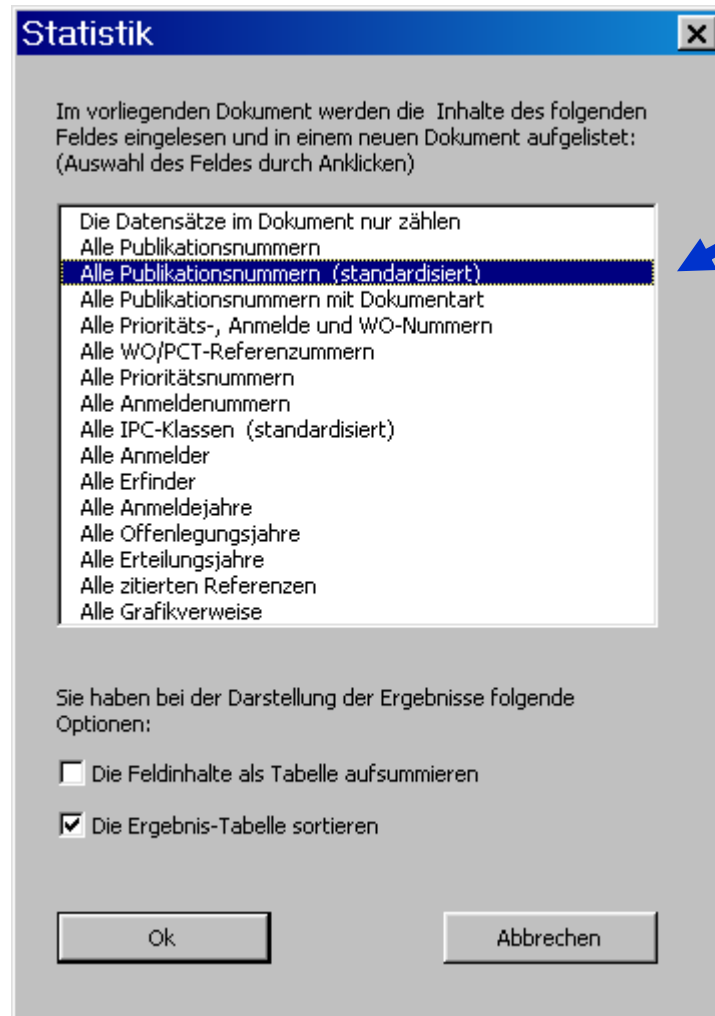 Statistik
Im vorliegenden Dokument werden die Inhalte des folgenden
Feldes eingelesen und in einem neuen Dokument aufgelistet:
(Auswahl des Feldes durch Anklicken)
Die Datensätze im Dokument nur zählen
Alle Publikationsnummern
Alle Publikationsnummern (standardisiert)
Alle Publikationsnummern mit Dokumentart
Alle Prioritäts-, Anmelde und WO-Nummern
Alle WO/PCT-Referenzummern
Alle Prioritätsnummern
Alle Anmeldenummern
Alle IPC-Klassen (standardisiert)
Alle Anmelder
Alle Erfinder
Alle Anmeldejahre
Alle Offenlegungsjahre
Alle Erteilungsjahre
Alle zitierten Referenzen
Alle Grafikverweise
Sie haben bei der Darstellung der Ergebnisse folgende
Optionen:
Die Feldinhalte als Tabelle aufsummieren
Die Ergebnis-Tabelle sortieren
Ok Abbrechen